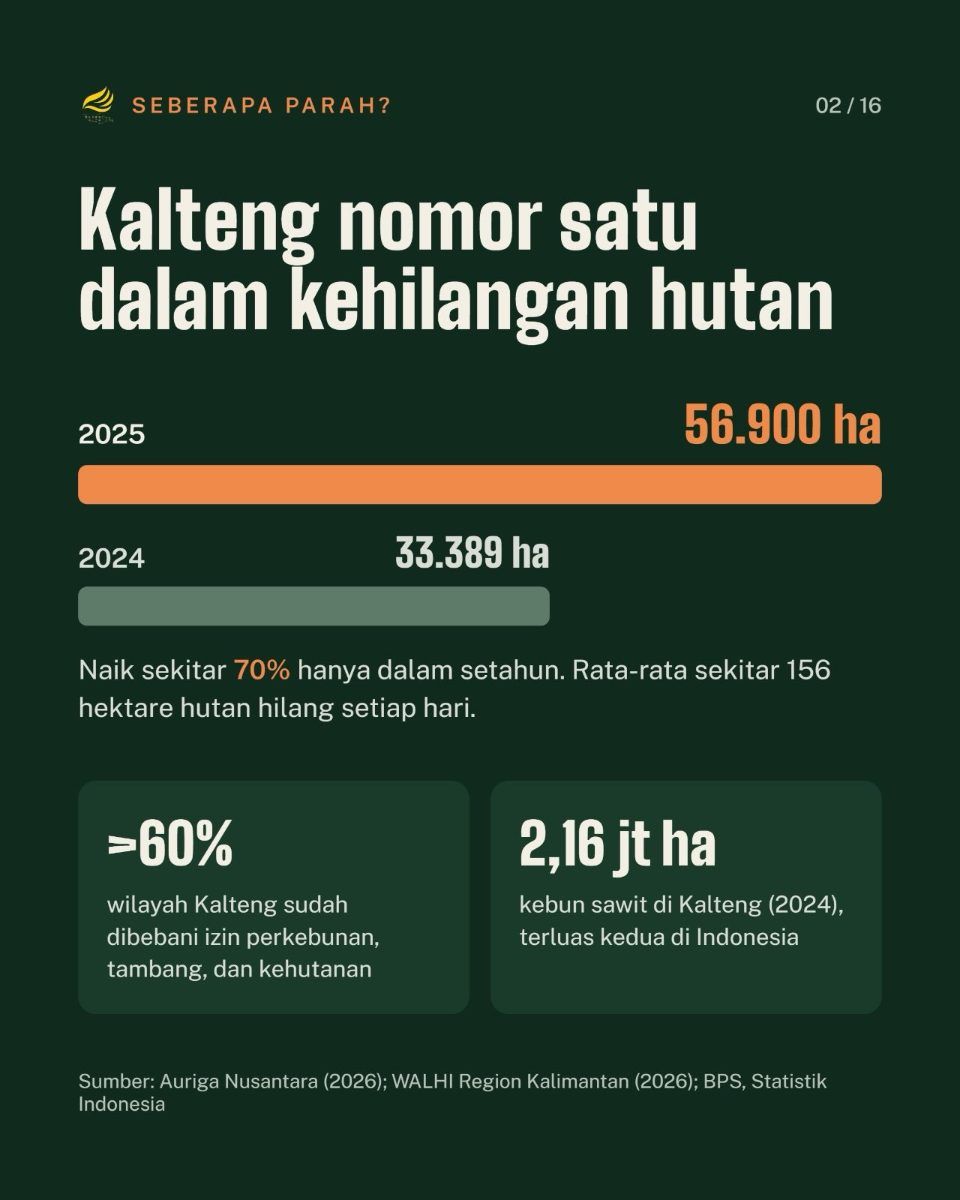 SEBERAPA PARAH?
02 / 16
Kalteng nomor satu
dalam kehilangan hutan
2025
56.900 ha
2024
33.389 ha
Naik sekitar 70% hanya dalam setahun. Rata-rata sekitar 156
hektare hutan hilang setiap hari.
>60%
wilayah Kalteng sudah
dibebani izin perkebunan,
tambang, dan kehutanan
2,16 jt ha
kebun sawit di Kalteng (2024),
terluas kedua di Indonesia
Sumber: Auriga Nusantara (2026); WALHI Region Kalimantan (2026); BPS, Statistik
Indonesia